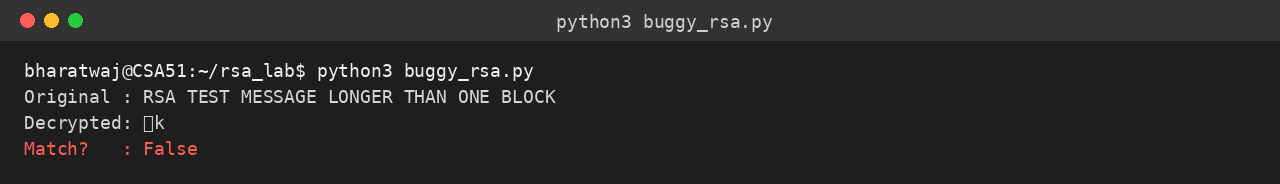 python3 buggy_rsa.py
bharatwaj@CSA51:~/rsa_lab$ python3 buggy_rsa.py
Original : RSA TEST MESSAGE LONGER THAN ONE BLOCK
Decrypted: ▯k
Match?   : False